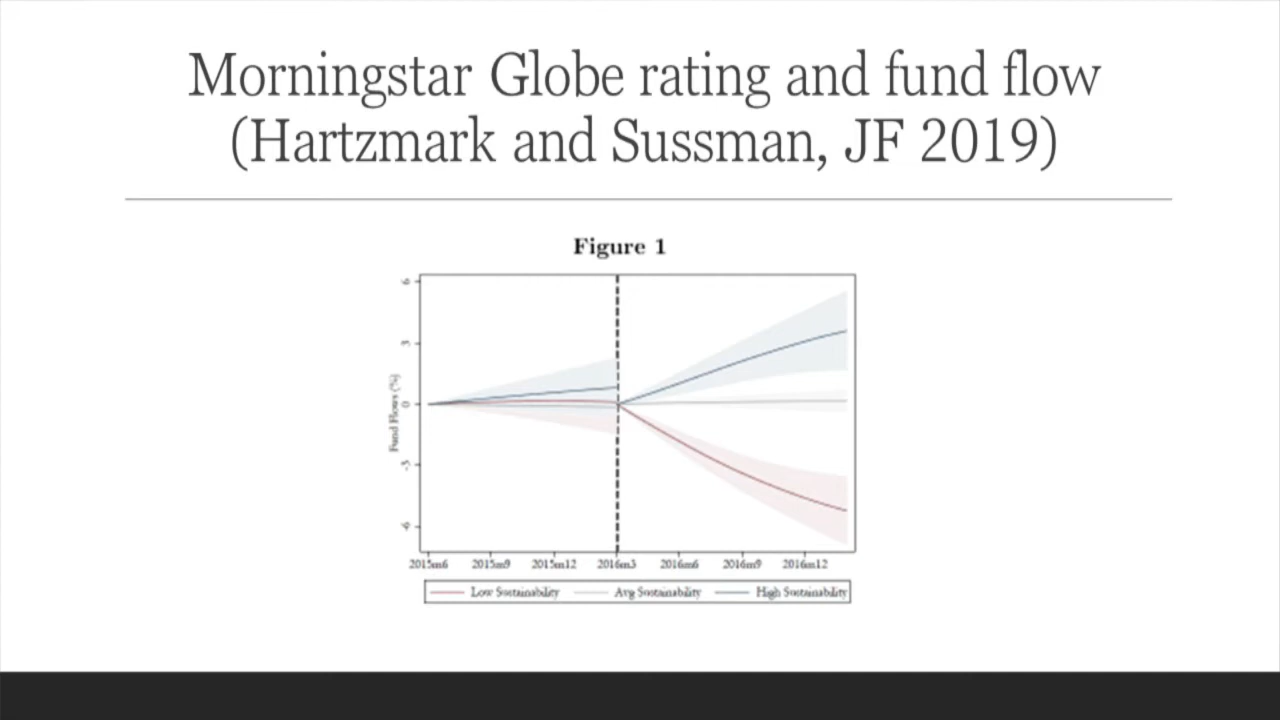 Morningstar Globe rating and fund flow
(Hartzmark and Sussman, JF 2019)
Figure 1
6
3
0
-3
-6
Fund Flows (%)
2015m6 2015m9 2015m12 2016m3 2016m6 2016m9 2016m12
Low Sustainability Avg Sustainability High Sustainability